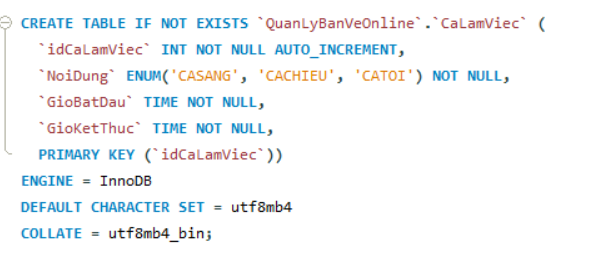 CREATE TABLE IF NOT EXISTS `QuanLyBanVeOnline`.`CaLamViec` (
`idCaLamViec` INT NOT NULL AUTO_INCREMENT,
`NoiDung` ENUM('CASANG', 'CACHIEU', 'CATOI') NOT NULL,
`GioBatDau` TIME NOT NULL,
`GioKetThuc` TIME NOT NULL,
PRIMARY KEY (`idCaLamViec`))
ENGINE = InnoDB
DEFAULT CHARACTER SET = utf8mb4
COLLATE = utf8mb4_bin;